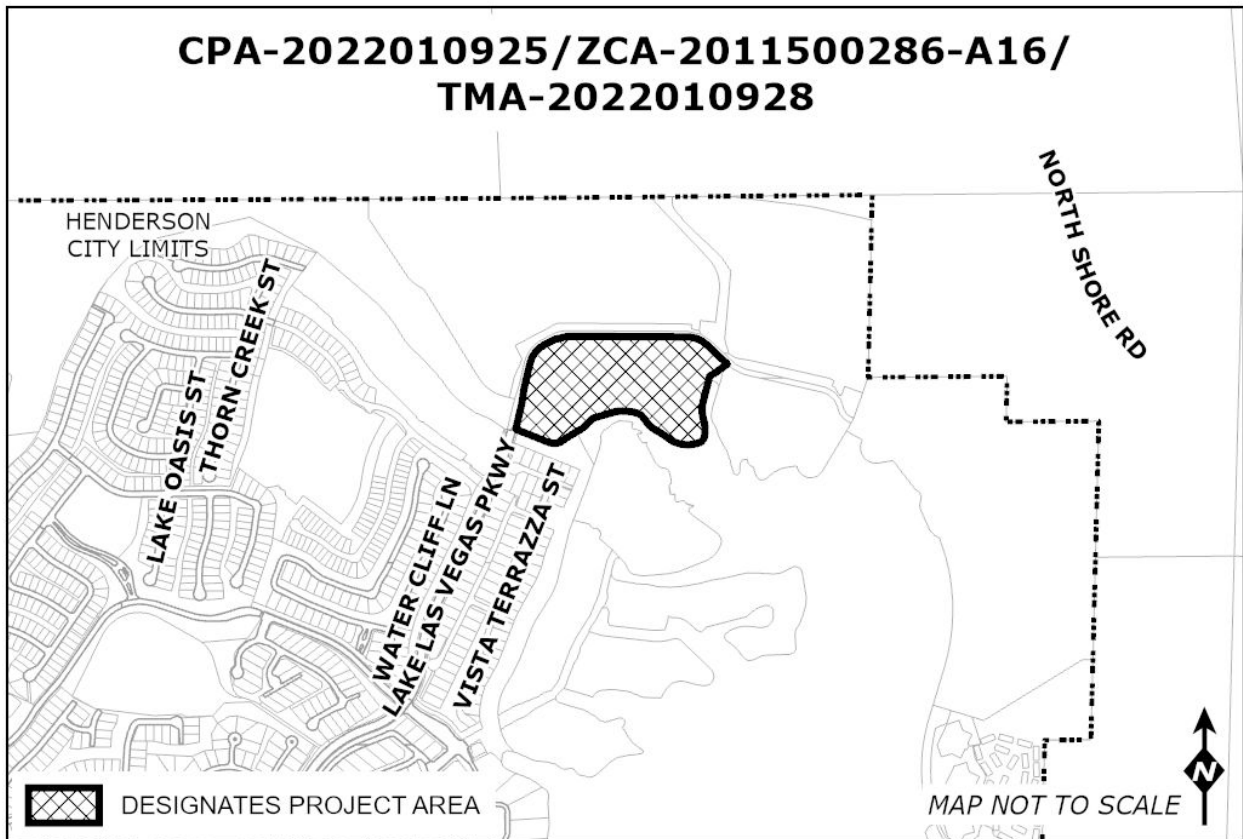 CPA-2022010925/ZCA-2011500286-A16/
TMA-2022010928
HENDERSON
CITY LIMITS
NORTH SHORE RD
THORN CREEK ST
LAKE OASIS ST
WATER CLIFF LN
LAKE LAS VEGAS PKWY
VISTA TERRAZZA ST
DESIGNATES PROJECT AREA
MAP NOT TO SCALE
N